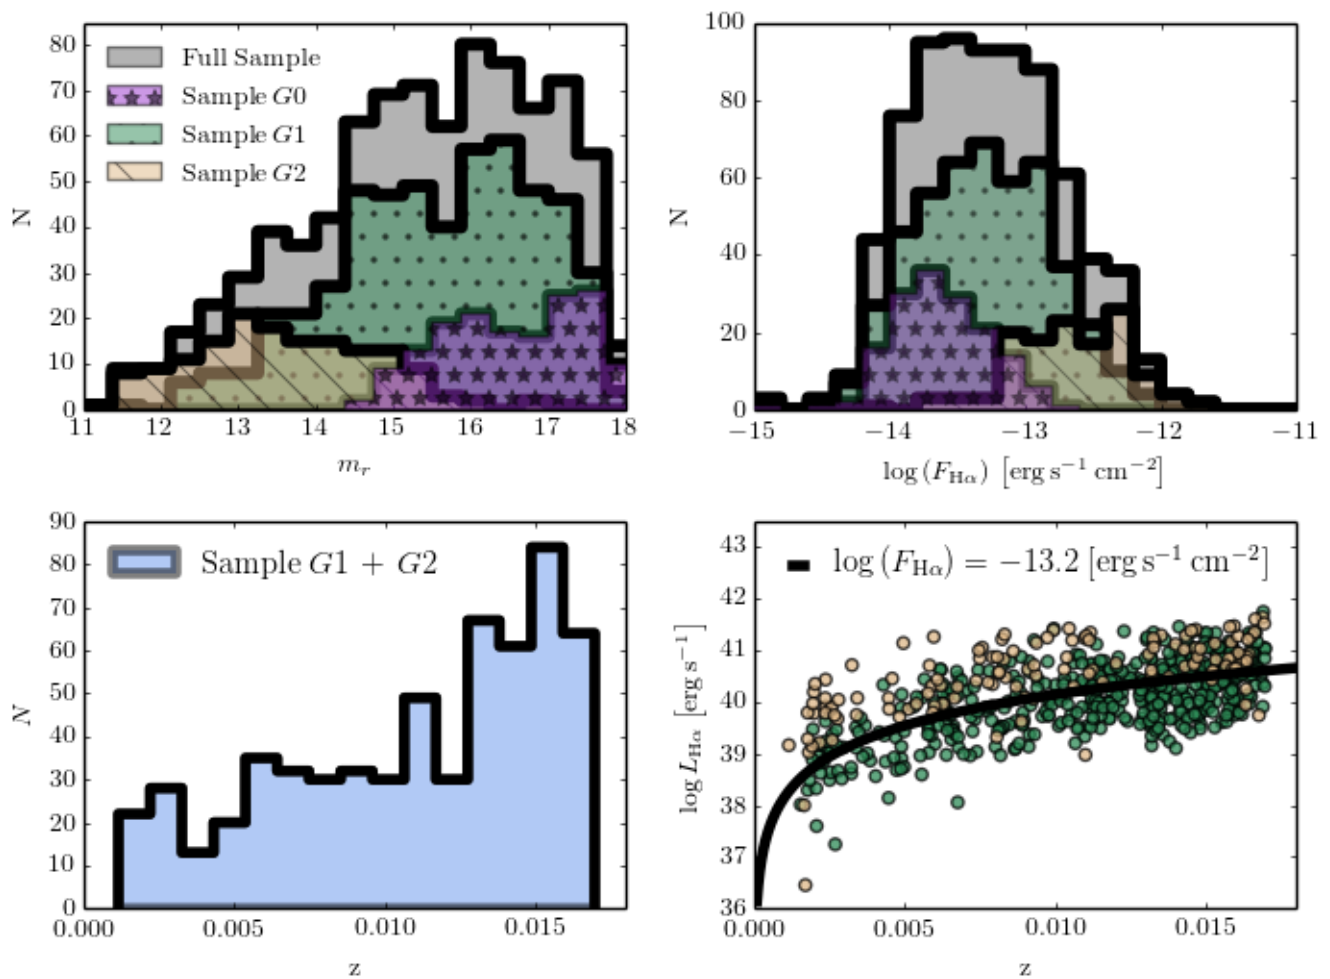 80
70
60
50
40
30
20
10
0
N
Full Sample
Sample G0
Sample G1
Sample G2
11 12 13 14 15 16 17 18
m_r
100
80
60
40
20
0
N
−15 −14 −13 −12 −11
log (F_Hα) [erg s⁻¹ cm⁻²]
90
80
70
60
50
40
30
20
10
0
N
Sample G1 + G2
0.000 0.005 0.010 0.015
z
43
42
41
40
39
38
37
36
log L_Hα [erg s⁻¹]
log (F_Hα) = −13.2 [erg s⁻¹ cm⁻²]
0.000 0.005 0.010 0.015
z